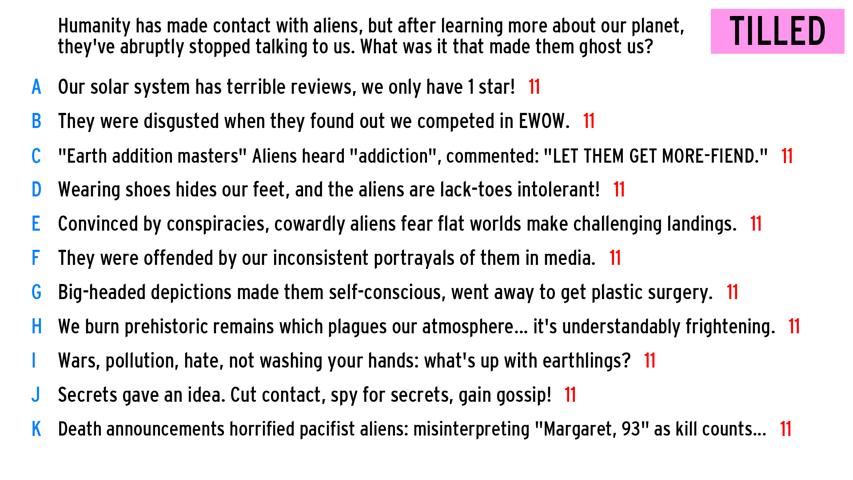 Humanity has made contact with aliens, but after learning more about our planet,
they've abruptly stopped talking to us. What was it that made them ghost us?
TILLED
A Our solar system has terrible reviews, we only have 1 star! 11
B They were disgusted when they found out we competed in EWOW. 11
C "Earth addition masters" Aliens heard "addiction", commented: "LET THEM GET MORE-FIEND." 11
D Wearing shoes hides our feet, and the aliens are lack-toes intolerant! 11
E Convinced by conspiracies, cowardly aliens fear flat worlds make challenging landings. 11
F They were offended by our inconsistent portrayals of them in media. 11
G Big-headed depictions made them self-conscious, went away to get plastic surgery. 11
H We burn prehistoric remains which plagues our atmosphere... it's understandably frightening. 11
I Wars, pollution, hate, not washing your hands: what's up with earthlings? 11
J Secrets gave an idea. Cut contact, spy for secrets, gain gossip! 11
K Death announcements horrified pacifist aliens: misinterpreting "Margaret, 93" as kill counts... 11